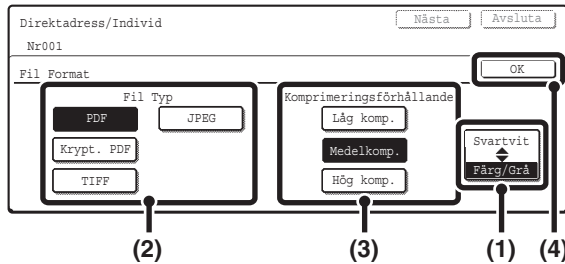 Direktadress/Individ
Nästa
Avsluta
Nr001
Fil Format
OK
Fil Typ
PDF
JPEG
Krypt. PDF
TIFF
Komprimeringsförhållande
Låg komp.
Medelkomp.
Hög komp.
Svartvit
Färg/Grå
(2)
(3)
(1)
(4)